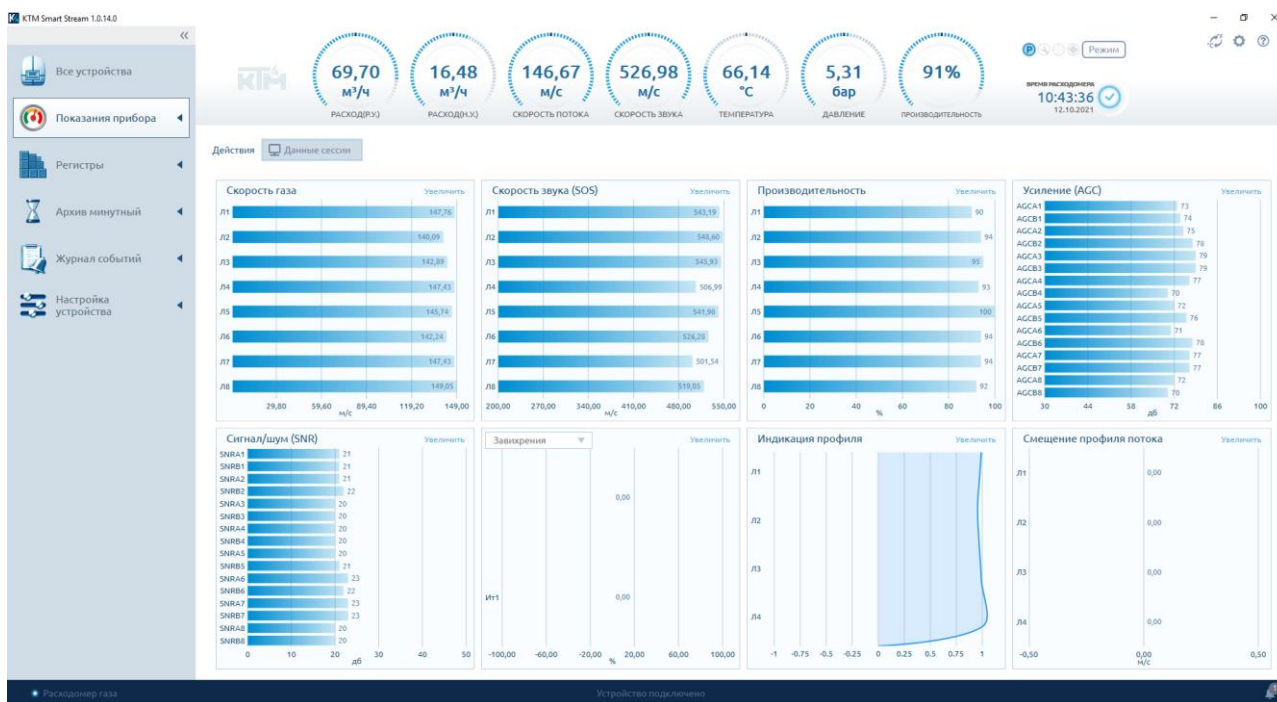 KTM Smart Stream 1.0.14.0
Все устройства
Показания прибора
Регистры
Архив минутный
Журнал событий
Настройка
устройства
КТМ
69,70
м³/ч
РАСХОД(Р.У.)
16,48
м³/ч
РАСХОД(Н.У.)
146,67
м/с
СКОРОСТЬ ПОТОКА
526,98
м/с
СКОРОСТЬ ЗВУКА
66,14
°C
ТЕМПЕРАТУРА
5,31
бар
ДАВЛЕНИЕ
91%
ПРОИЗВОДИТЕЛЬНОСТЬ
P
Режим
ВРЕМЯ РАСХОДОМЕРА
10:43:36
12.10.2021
Действия Данные сессии
Скорость газа Увеличить
Л1 147,76
Л2 140,09
Л3 142,89
Л4 147,43
Л5 145,74
Л6 142,24
Л7 147,43
Л8 149,05
29,80 59,60 89,40 119,20 149,00
м/с
Скорость звука (SOS) Увеличить
Л1 543,19
Л2 548,60
Л3 545,93
Л4 506,99
Л5 541,98
Л6 526,28
Л7 501,54
Л8 519,05
200,00 270,00 340,00 410,00 480,00 550,00
м/с
Производительность Увеличить
Л1 90
Л2 94
Л3 95
Л4 93
Л5 100
Л6 94
Л7 94
Л8 92
0 20 40 60 80 100
%
Усиление (AGC) Увеличить
AGCA1 73
AGCB1 74
AGCA2 75
AGCB2 78
AGCA3 79
AGCB3 79
AGCA4 77
AGCB4 70
AGCA5 72
AGCB5 76
AGCA6 71
AGCB6 78
AGCA7 77
AGCB7 77
AGCA8 72
AGCB8 70
30 44 58 72 86 100
дб
Сигнал/шум (SNR) Увеличить
SNRA1 21
SNRB1 21
SNRA2 21
SNRB2 22
SNRA3 20
SNRB3 20
SNRA4 20
SNRB4 20
SNRA5 20
SNRB5 21
SNRA6 23
SNRB6 22
SNRA7 23
SNRB7 23
SNRA8 20
SNRB8 20
0 10 20 30 40 50
дб
Завихрения Увеличить
0,00
Ит1 0,00
-100,00 -60,00 -20,00 20,00 60,00 100,00
%
Индикация профиля Увеличить
Л1
Л2
Л3
Л4
-1 -0.75 -0.5 -0.25 0 0.25 0.5 0.75 1
Смещение профиля потока Увеличить
Л1 0,00
Л2 0,00
Л3 0,00
Л4 0,00
-0,50 0,00 0,50
м/с
Расходомер газа
Устройство подключено